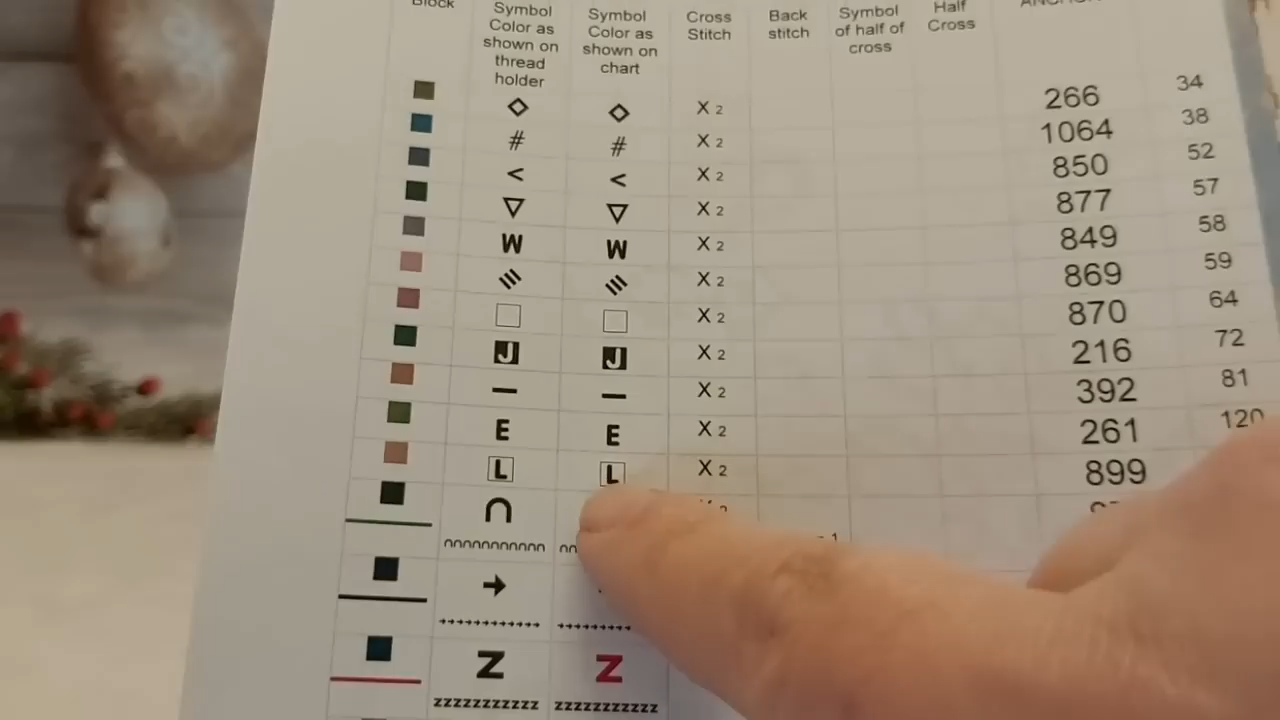 Block Symbol Color as shown on thread holder Symbol Color as shown on chart Cross Stitch Back stitch Symbol of half of cross Half Cross
◇ ◇ X 2 266 34
# # X 2 1064 38
< < X 2 850 52
▽ ▽ X 2 877 57
W W X 2 849 58
X 2 869 59
□ □ X 2 870 64
J J X 2 216 72
— — X 2 392 81
E E X 2 261 120
L L X 2 899
∩
∩∩∩∩∩∩∩∩∩∩∩
→
Z Z
zzzzzzzzzzz zzzzzzzzzzz